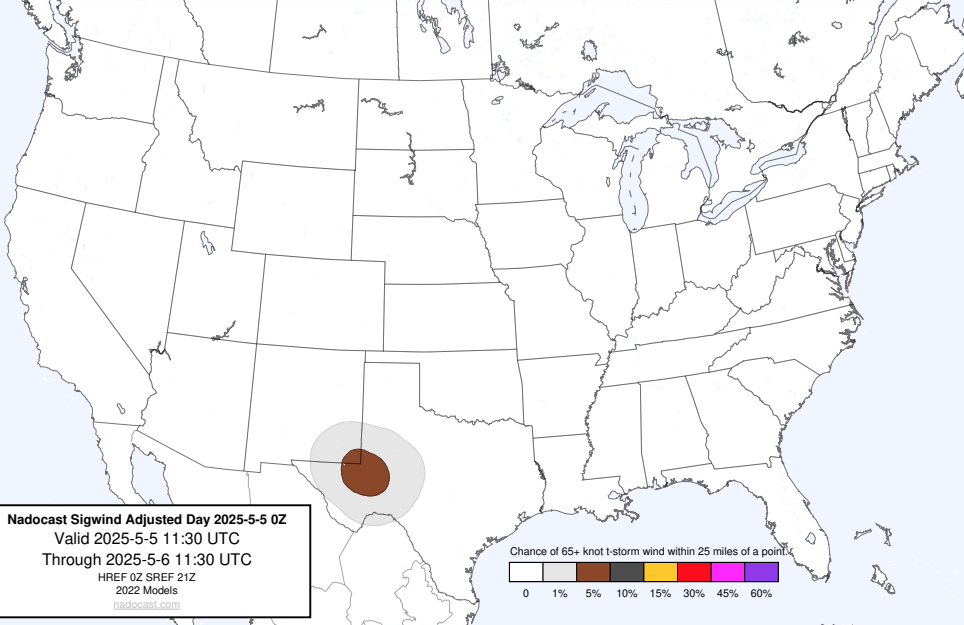 Nadocast Sigwind Adjusted Day 2025-5-5 0Z
Valid 2025-5-5 11:30 UTC
Through 2025-5-6 11:30 UTC
HREF 0Z SREF 21Z
2022 Models
nadocast.com
Chance of 65+ knot t-storm wind within 25 miles of a point.
0 1% 5% 10% 15% 30% 45% 60%